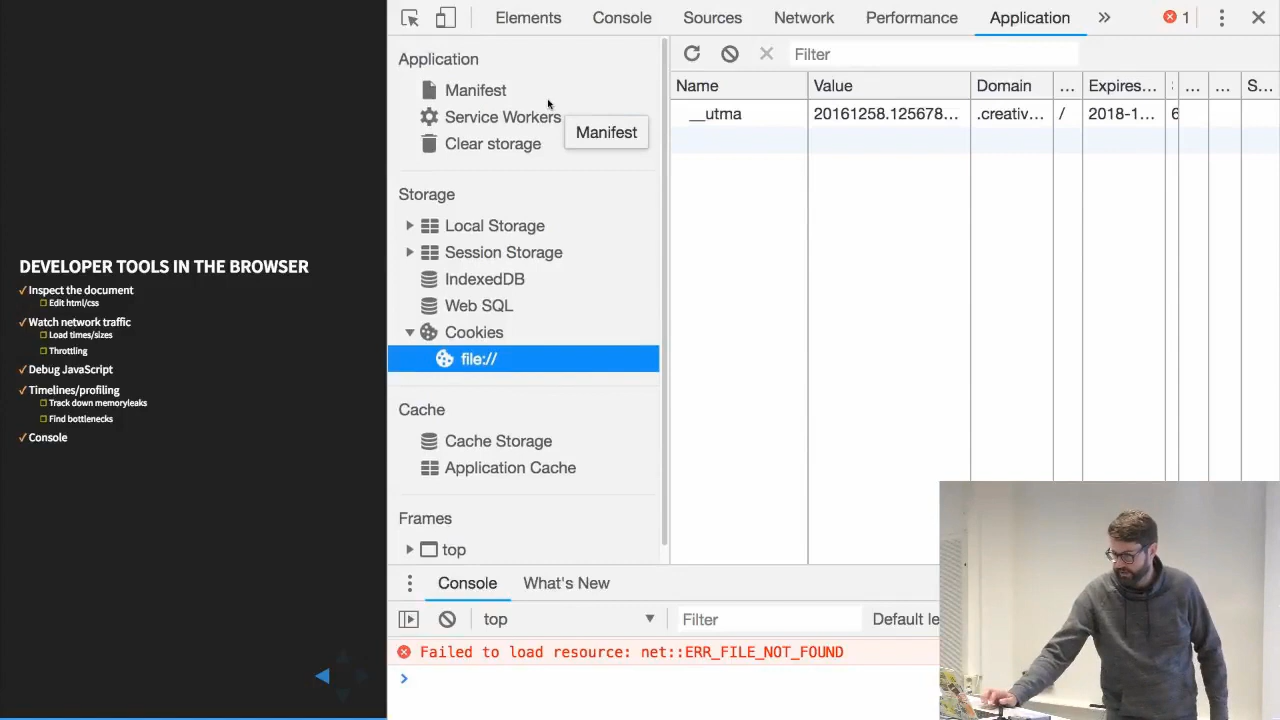 DEVELOPER TOOLS IN THE BROWSER
✓ Inspect the document
Edit html/css
✓ Watch network traffic
Load times/sizes
Throttling
✓ Debug JavaScript
✓ Timelines/profiling
Track down memoryleaks
Find bottlenecks
✓ Console
Elements Console Sources Network Performance Application » 1
Application
Manifest
Service Workers
Clear storage
Manifest
Storage
Local Storage
Session Storage
IndexedDB
Web SQL
Cookies
file://
Cache
Cache Storage
Application Cache
Frames
top
Filter
Name Value Domain ... Expires... ... ... S...
__utma 20161258.125678... .creativ... / 2018-1... 6
Console What's New
top Filter Default le
Failed to load resource: net::ERR_FILE_NOT_FOUND
>